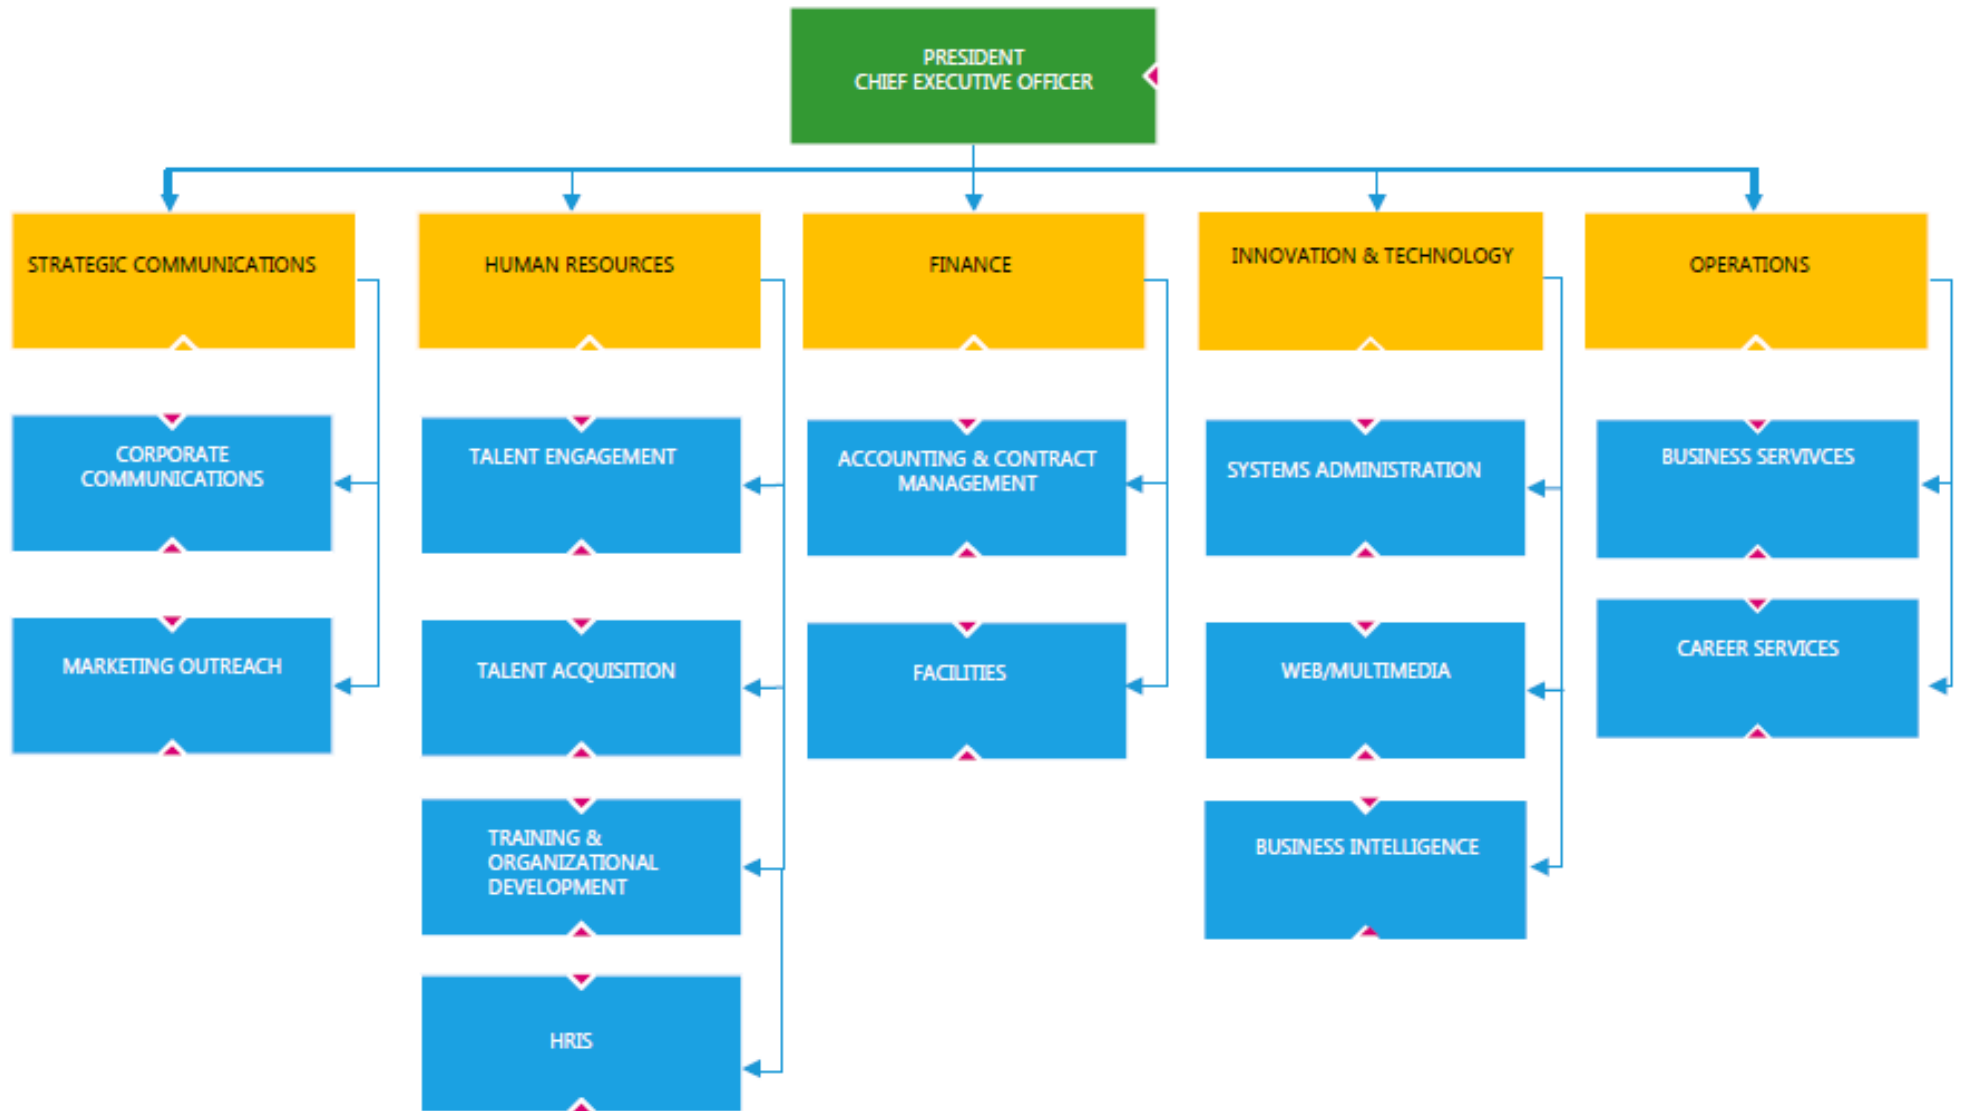 PRESIDENT
CHIEF EXECUTIVE OFFICER
STRATEGIC COMMUNICATIONS
HUMAN RESOURCES
FINANCE
INNOVATION & TECHNOLOGY
OPERATIONS
CORPORATE
COMMUNICATIONS
TALENT ENGAGEMENT
ACCOUNTING & CONTRACT
MANAGEMENT
SYSTEMS ADMINISTRATION
BUSINESS SERVIVCES
MARKETING OUTREACH
TALENT ACQUISITION
FACILITIES
WEB/MULTIMEDIA
CAREER SERVICES
TRAINING &
ORGANIZATIONAL
DEVELOPMENT
BUSINESS INTELLIGENCE
HRIS